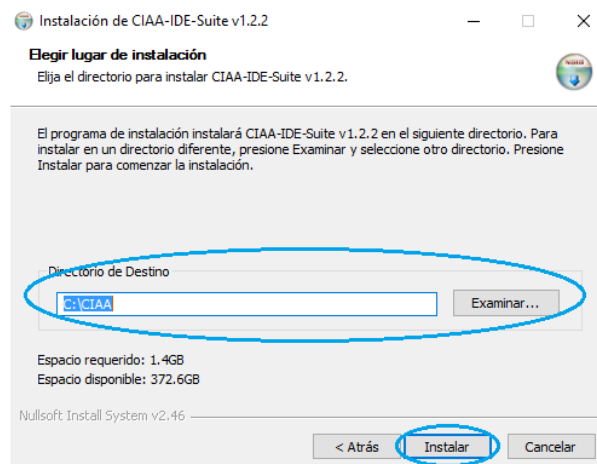 Instalación de CIAA-IDE-Suite v1.2.2
Elegir lugar de instalación
Elija el directorio para instalar CIAA-IDE-Suite v1.2.2.
El programa de instalación instalará CIAA-IDE-Suite v1.2.2 en el siguiente directorio. Para
instalar en un directorio diferente, presione Examinar y seleccione otro directorio. Presione
Instalar para comenzar la instalación.
Directorio de Destino
C:\CIAA
Examinar...
Espacio requerido: 1.4GB
Espacio disponible: 372.6GB
Nullsoft Install System v2.46
< Atrás
Instalar
Cancelar